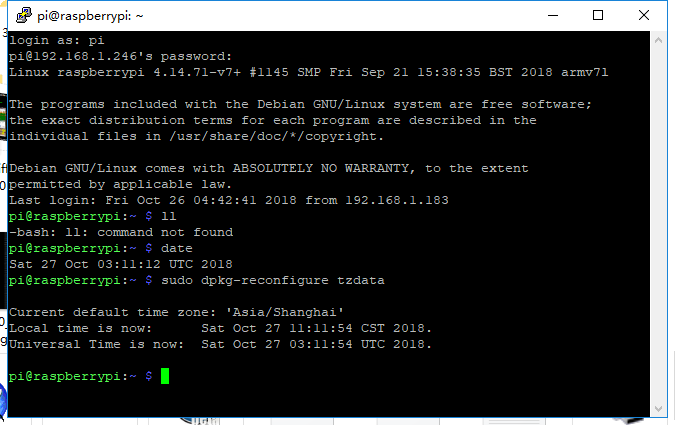 pi@raspberrypi: ~
login as: pi
pi@192.168.1.246's password:
Linux raspberrypi 4.14.71-v7+ #1145 SMP Fri Sep 21 15:38:35 BST 2018 armv7l
The programs included with the Debian GNU/Linux system are free software;
the exact distribution terms for each program are described in the
individual files in /usr/share/doc/*/copyright.
Debian GNU/Linux comes with ABSOLUTELY NO WARRANTY, to the extent
permitted by applicable law.
Last login: Fri Oct 26 04:42:41 2018 from 192.168.1.183
pi@raspberrypi:~ $ ll
-bash: ll: command not found
pi@raspberrypi:~ $ date
Sat 27 Oct 03:11:12 UTC 2018
pi@raspberrypi:~ $ sudo dpkg-reconfigure tzdata
Current default time zone: 'Asia/Shanghai'
Local time is now:      Sat Oct 27 11:11:54 CST 2018.
Universal Time is now:  Sat Oct 27 03:11:54 UTC 2018.
pi@raspberrypi:~ $